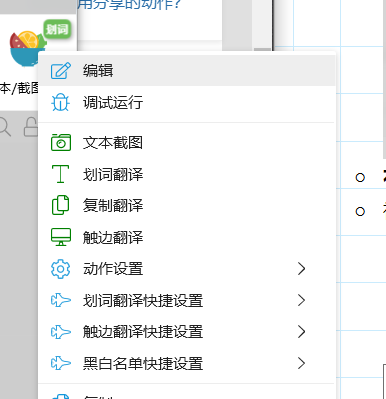 用分享的动作?
划词
本/截图
编辑
调试运行
文本截图
划词翻译
复制翻译
触边翻译
动作设置
划词翻译快捷设置
触边翻译快捷设置
黑白名单快捷设置